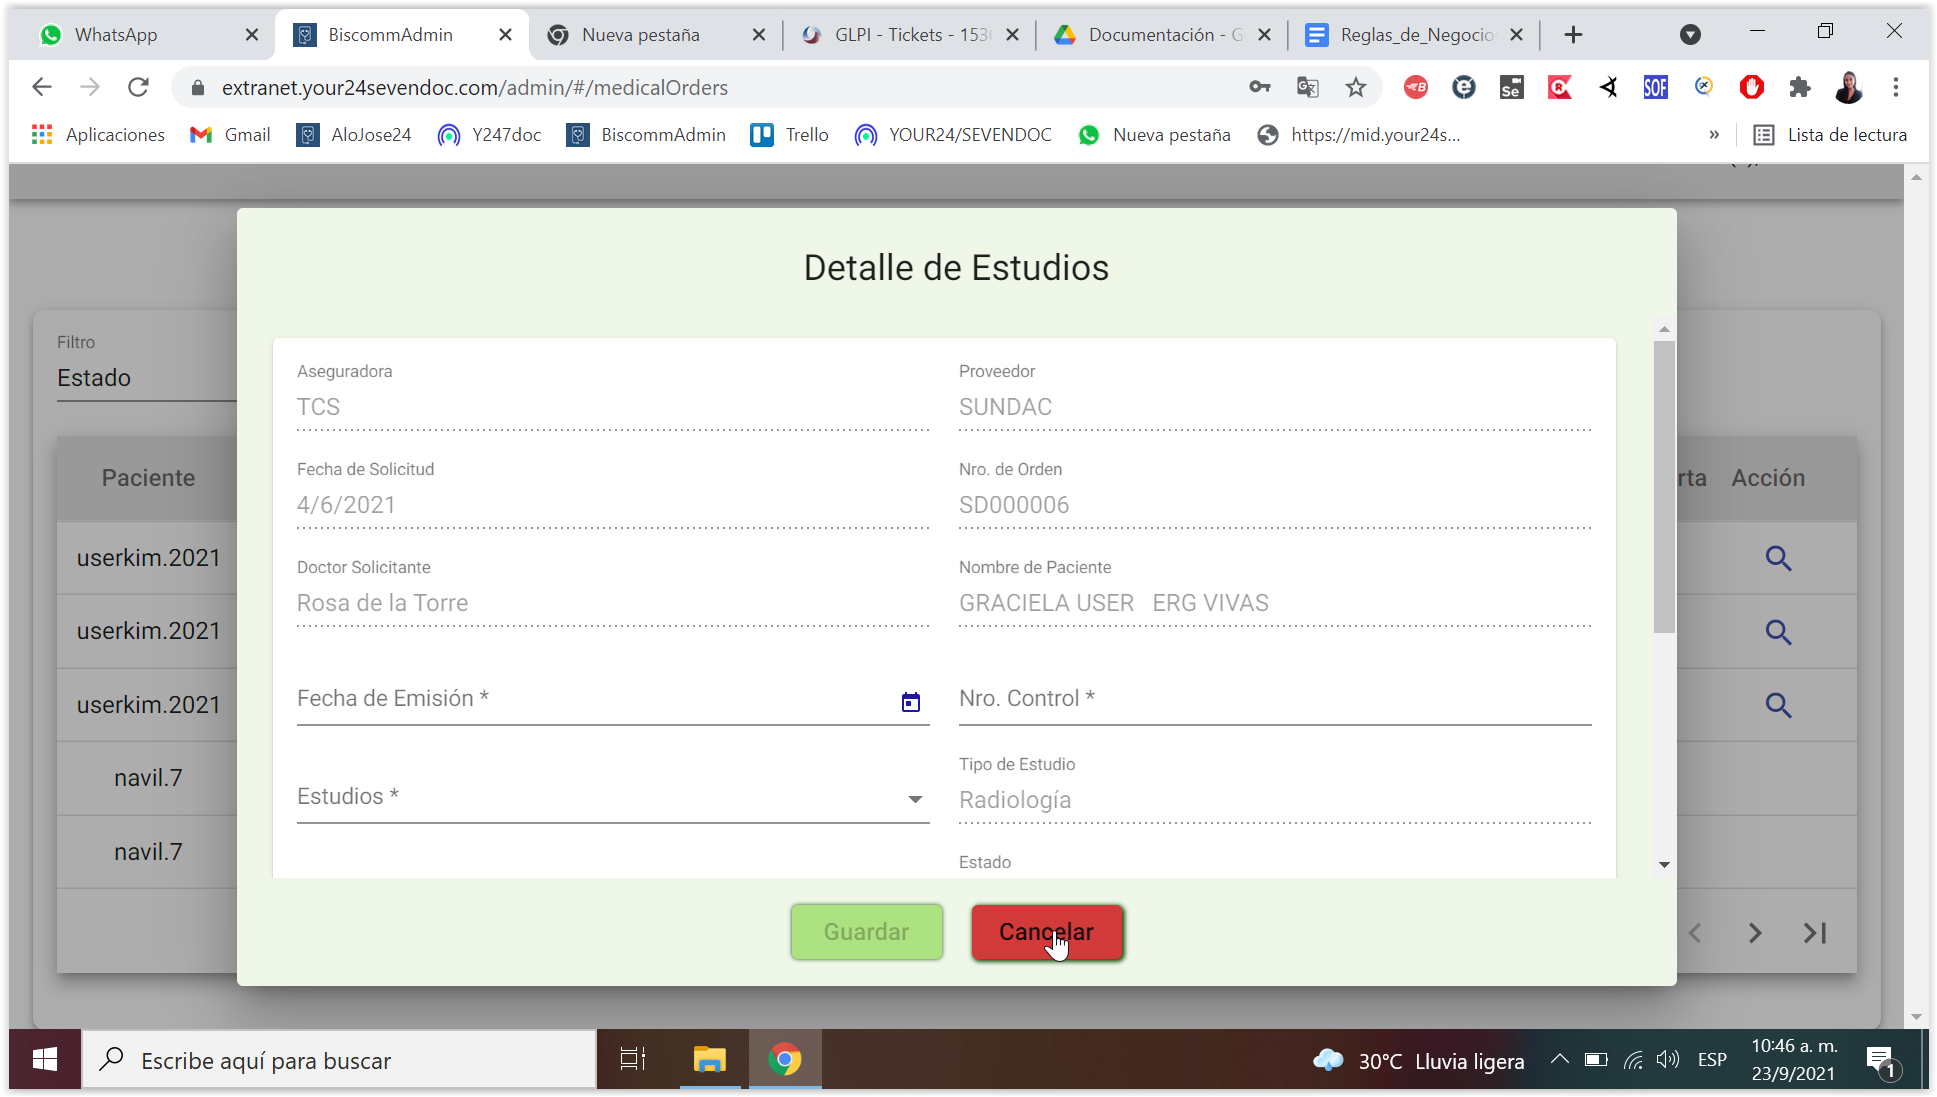 WhatsApp
BiscommAdmin
Nueva pestaña
GLPI - Tickets - 153
Documentación - G
Reglas_de_Negocio
extranet.your24sevendoc.com/admin/#/medicalOrders
Aplicaciones
Gmail
AloJose24
Y247doc
BiscommAdmin
Trello
YOUR24/SEVENDOC
Nueva pestaña
https://mid.your24s...
»
Lista de lectura
Detalle de Estudios
Filtro
Estado
Aseguradora
TCS
Proveedor
SUNDAC
Fecha de Solicitud
4/6/2021
Nro. de Orden
SD000006
Doctor Solicitante
Rosa de la Torre
Nombre de Paciente
GRACIELA USER ERG VIVAS
Fecha de Emisión *
Nro. Control *
Estudios *
Tipo de Estudio
Radiología
Estado
Guardar
Cancelar
Paciente
rta
Acción
userkim.2021
userkim.2021
userkim.2021
navil.7
navil.7
Escribe aquí para buscar
30°C Lluvia ligera
ESP
10:46 a. m.
23/9/2021
1